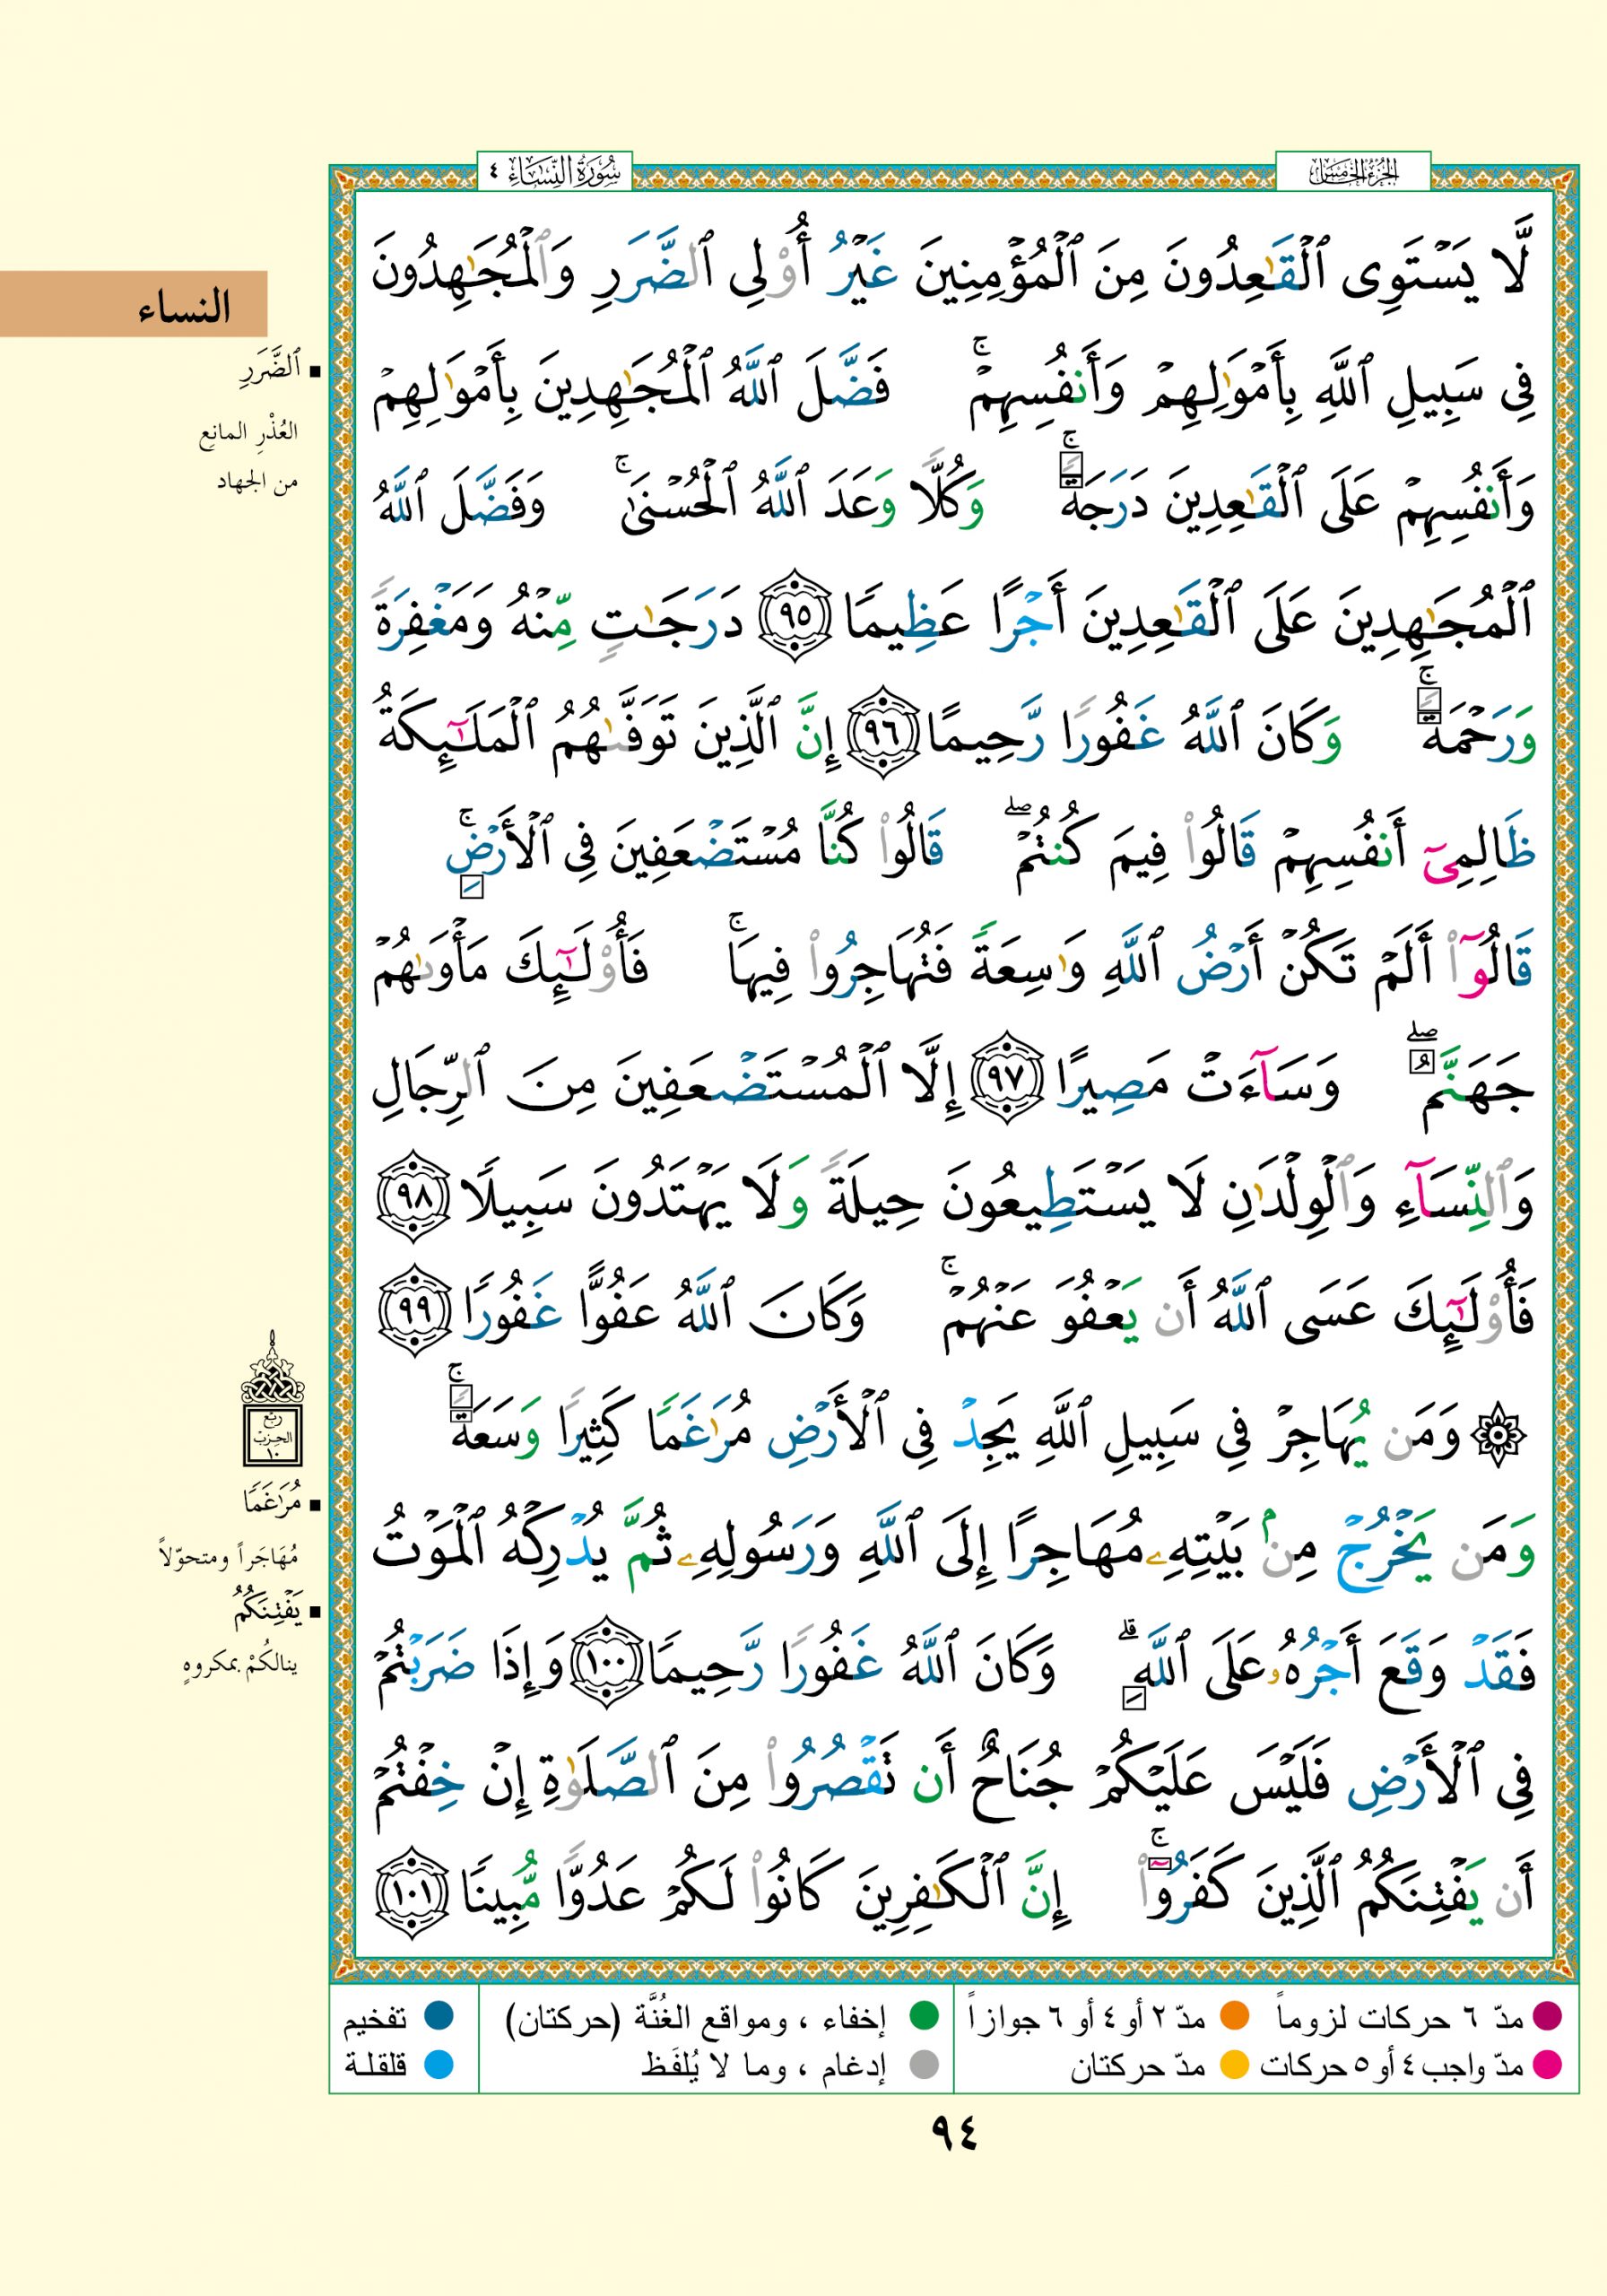 الجزء الخامس
سورة النساء ٤
لَّا يَسْتَوِي ٱلْقَٰعِدُونَ مِنَ ٱلْمُؤْمِنِينَ غَيْرُ أُو۟لِي ٱلضَّرَرِ وَٱلْمُجَٰهِدُونَ
فِي سَبِيلِ ٱللَّهِ بِأَمْوَٰلِهِمْ وَأَنفُسِهِمْ ۚ فَضَّلَ ٱللَّهُ ٱلْمُجَٰهِدِينَ بِأَمْوَٰلِهِمْ
وَأَنفُسِهِمْ عَلَى ٱلْقَٰعِدِينَ دَرَجَةً ۚ وَكُلًّا وَعَدَ ٱللَّهُ ٱلْحُسْنَىٰ ۚ وَفَضَّلَ ٱللَّهُ
ٱلْمُجَٰهِدِينَ عَلَى ٱلْقَٰعِدِينَ أَجْرًا عَظِيمًا ٩٥ دَرَجَٰتٍ مِّنْهُ وَمَغْفِرَةً
وَرَحْمَةً ۚ وَكَانَ ٱللَّهُ غَفُورًا رَّحِيمًا ٩٦ إِنَّ ٱلَّذِينَ تَوَفَّىٰهُمُ ٱلْمَلَٰٓئِكَةُ
ظَالِمِىٓ أَنفُسِهِمْ قَالُوا۟ فِيمَ كُنتُمْ ۖ قَالُوا۟ كُنَّا مُسْتَضْعَفِينَ فِي ٱلْأَرْضِ ۚ
قَالُوٓا۟ أَلَمْ تَكُنْ أَرْضُ ٱللَّهِ وَٰسِعَةً فَتُهَاجِرُوا۟ فِيهَا ۚ فَأُو۟لَٰٓئِكَ مَأْوَىٰهُمْ
جَهَنَّمُ ۖ وَسَآءَتْ مَصِيرًا ٩٧ إِلَّا ٱلْمُسْتَضْعَفِينَ مِنَ ٱلرِّجَالِ
وَٱلنِّسَآءِ وَٱلْوِلْدَٰنِ لَا يَسْتَطِيعُونَ حِيلَةً وَلَا يَهْتَدُونَ سَبِيلًا ٩٨
فَأُو۟لَٰٓئِكَ عَسَى ٱللَّهُ أَن يَعْفُوَ عَنْهُمْ ۚ وَكَانَ ٱللَّهُ عَفُوًّا غَفُورًا ٩٩
۞ وَمَن يُهَاجِرْ فِي سَبِيلِ ٱللَّهِ يَجِدْ فِي ٱلْأَرْضِ مُرَٰغَمًا كَثِيرًا وَسَعَةً ۚ
وَمَن يَخْرُجْ مِنۢ بَيْتِهِۦ مُهَاجِرًا إِلَى ٱللَّهِ وَرَسُولِهِۦ ثُمَّ يُدْرِكْهُ ٱلْمَوْتُ
فَقَدْ وَقَعَ أَجْرُهُۥ عَلَى ٱللَّهِ ۗ وَكَانَ ٱللَّهُ غَفُورًا رَّحِيمًا ١٠٠ وَإِذَا ضَرَبْتُمْ
فِي ٱلْأَرْضِ فَلَيْسَ عَلَيْكُمْ جُنَاحٌ أَن تَقْصُرُوا۟ مِنَ ٱلصَّلَوٰةِ إِنْ خِفْتُمْ
أَن يَفْتِنَكُمُ ٱلَّذِينَ كَفَرُوٓا۟ ۚ إِنَّ ٱلْكَٰفِرِينَ كَانُوا۟ لَكُمْ عَدُوًّا مُّبِينًا ١٠١
النساء
▪ ٱلضَّرَرِ
العُذْرِ المانِعِ
من الجهاد
ربع
الحزب
١٠
▪ مُرَٰغَمًا
مُهَاجَراً ومتحوّلاً
▪ يَفْتِنَكُمُ
ينالكُمْ بمكروهٍ
● مدّ ٦ حركات لزوماً ● مدّ ٢ أو ٤ أو ٦ جوازاً ● إخفاء ، ومواقع الغُنَّة (حركتان) ● تفخيم
● مدّ واجب ٤ أو ٥ حركات ● مدّ حركتان ● إدغام ، وما لا يُلفَظ ● قلقلة
٩٤